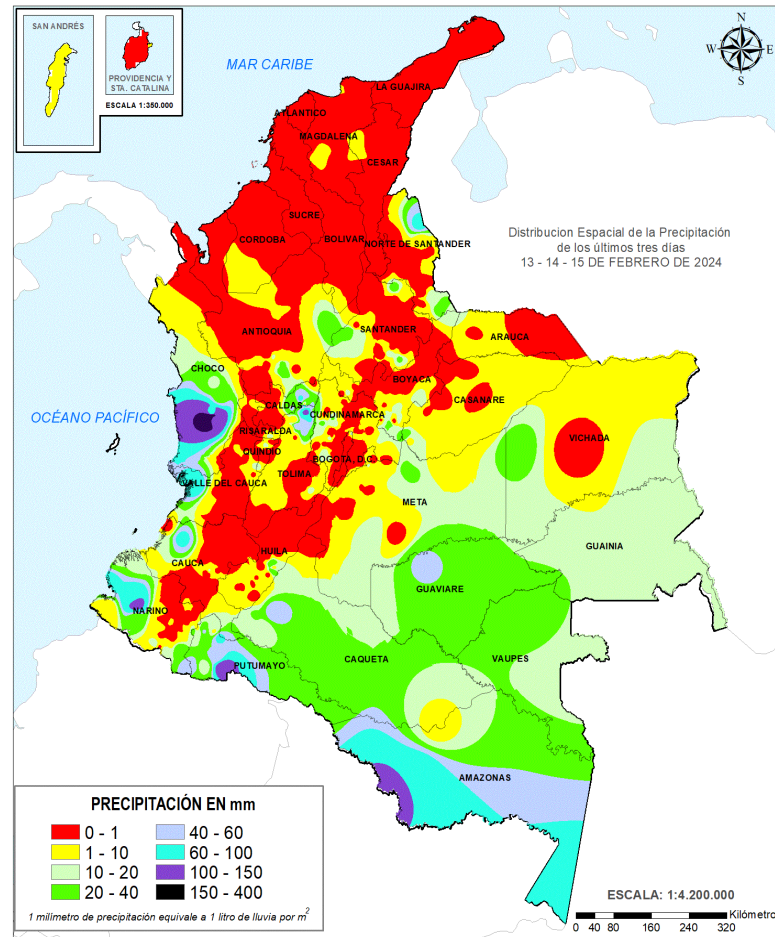 SAN ANDRÉS
PROVIDENCIA Y
STA. CATALINA
ESCALA 1:350.000
N
W
E
S
MAR CARIBE
LA GUAJIRA
ATLANTICO
MAGDALENA
CESAR
SUCRE
CORDOBA
BOLIVAR
NORTE DE SANTANDER
Distribucion Espacial de la Precipitación
de los últimos tres días
13 - 14 - 15 DE FEBRERO DE 2024
ANTIOQUIA
SANTANDER
ARAUCA
CHOCO
BOYACA
CASANARE
OCÉANO PACÍFICO
CALDAS
CUNDINAMARCA
RISARALDA
VICHADA
QUINDIO
BOGOTA, D.C
TOLIMA
VALLE DEL CAUCA
META
GUAINIA
HUILA
CAUCA
GUAVIARE
NARINO
CAQUETA
VAUPES
PUTUMAYO
AMAZONAS
PRECIPITACIÓN EN mm
0 - 1
40 - 60
1 - 10
60 - 100
10 - 20
100 - 150
20 - 40
150 - 400
1 milímetro de precipitación equivale a 1 litro de lluvia por m2
ESCALA: 1:4.200.000
Kilómetro
0 40 80 160 240 320